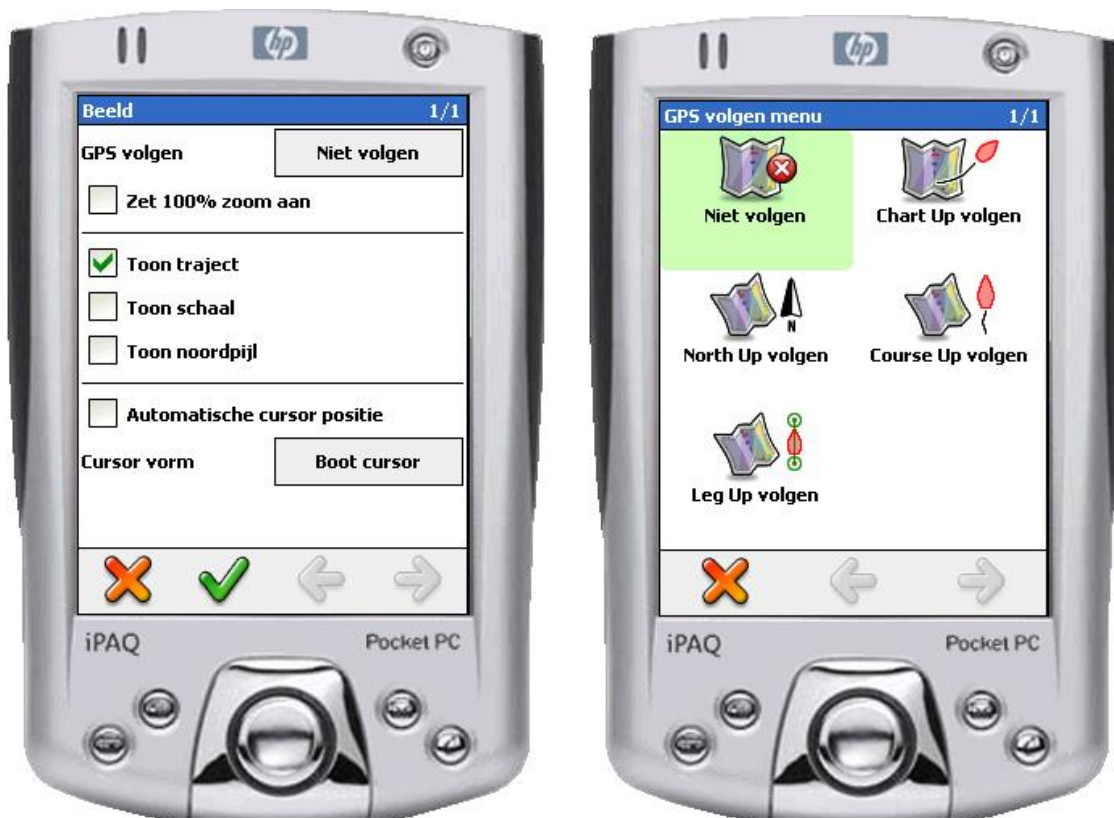 hp
Beeld 1/1
GPS volgen Niet volgen
Zet 100% zoom aan
Toon traject
Toon schaal
Toon noordpijl
Automatische cursor positie
Cursor vorm Boot cursor
iPAQ Pocket PC
hp
GPS volgen menu 1/1
Niet volgen Chart Up volgen
N
North Up volgen Course Up volgen
Leg Up volgen
iPAQ Pocket PC